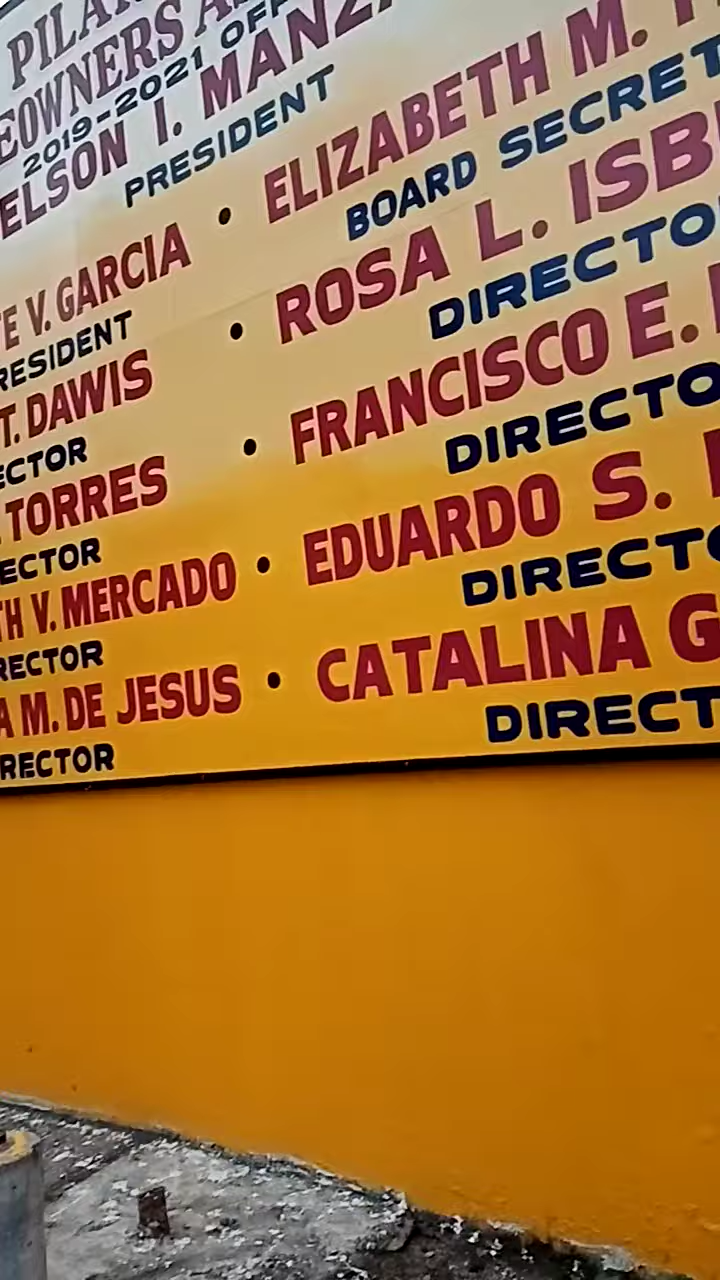 PILAR
EOWNERS A
2019-2021 OFF
ELSON I. MANZA
PRESIDENT
E V. GARCIA • ELIZABETH M.
RESIDENT BOARD SECRET
T. DAWIS • ROSA L. ISB
ECTOR DIRECTO
. TORRES • FRANCISCO E.
ECTOR DIRECTO
TH V. MERCADO • EDUARDO S.
RECTOR DIRECTO
A M. DE JESUS • CATALINA G
RECTOR DIRECT